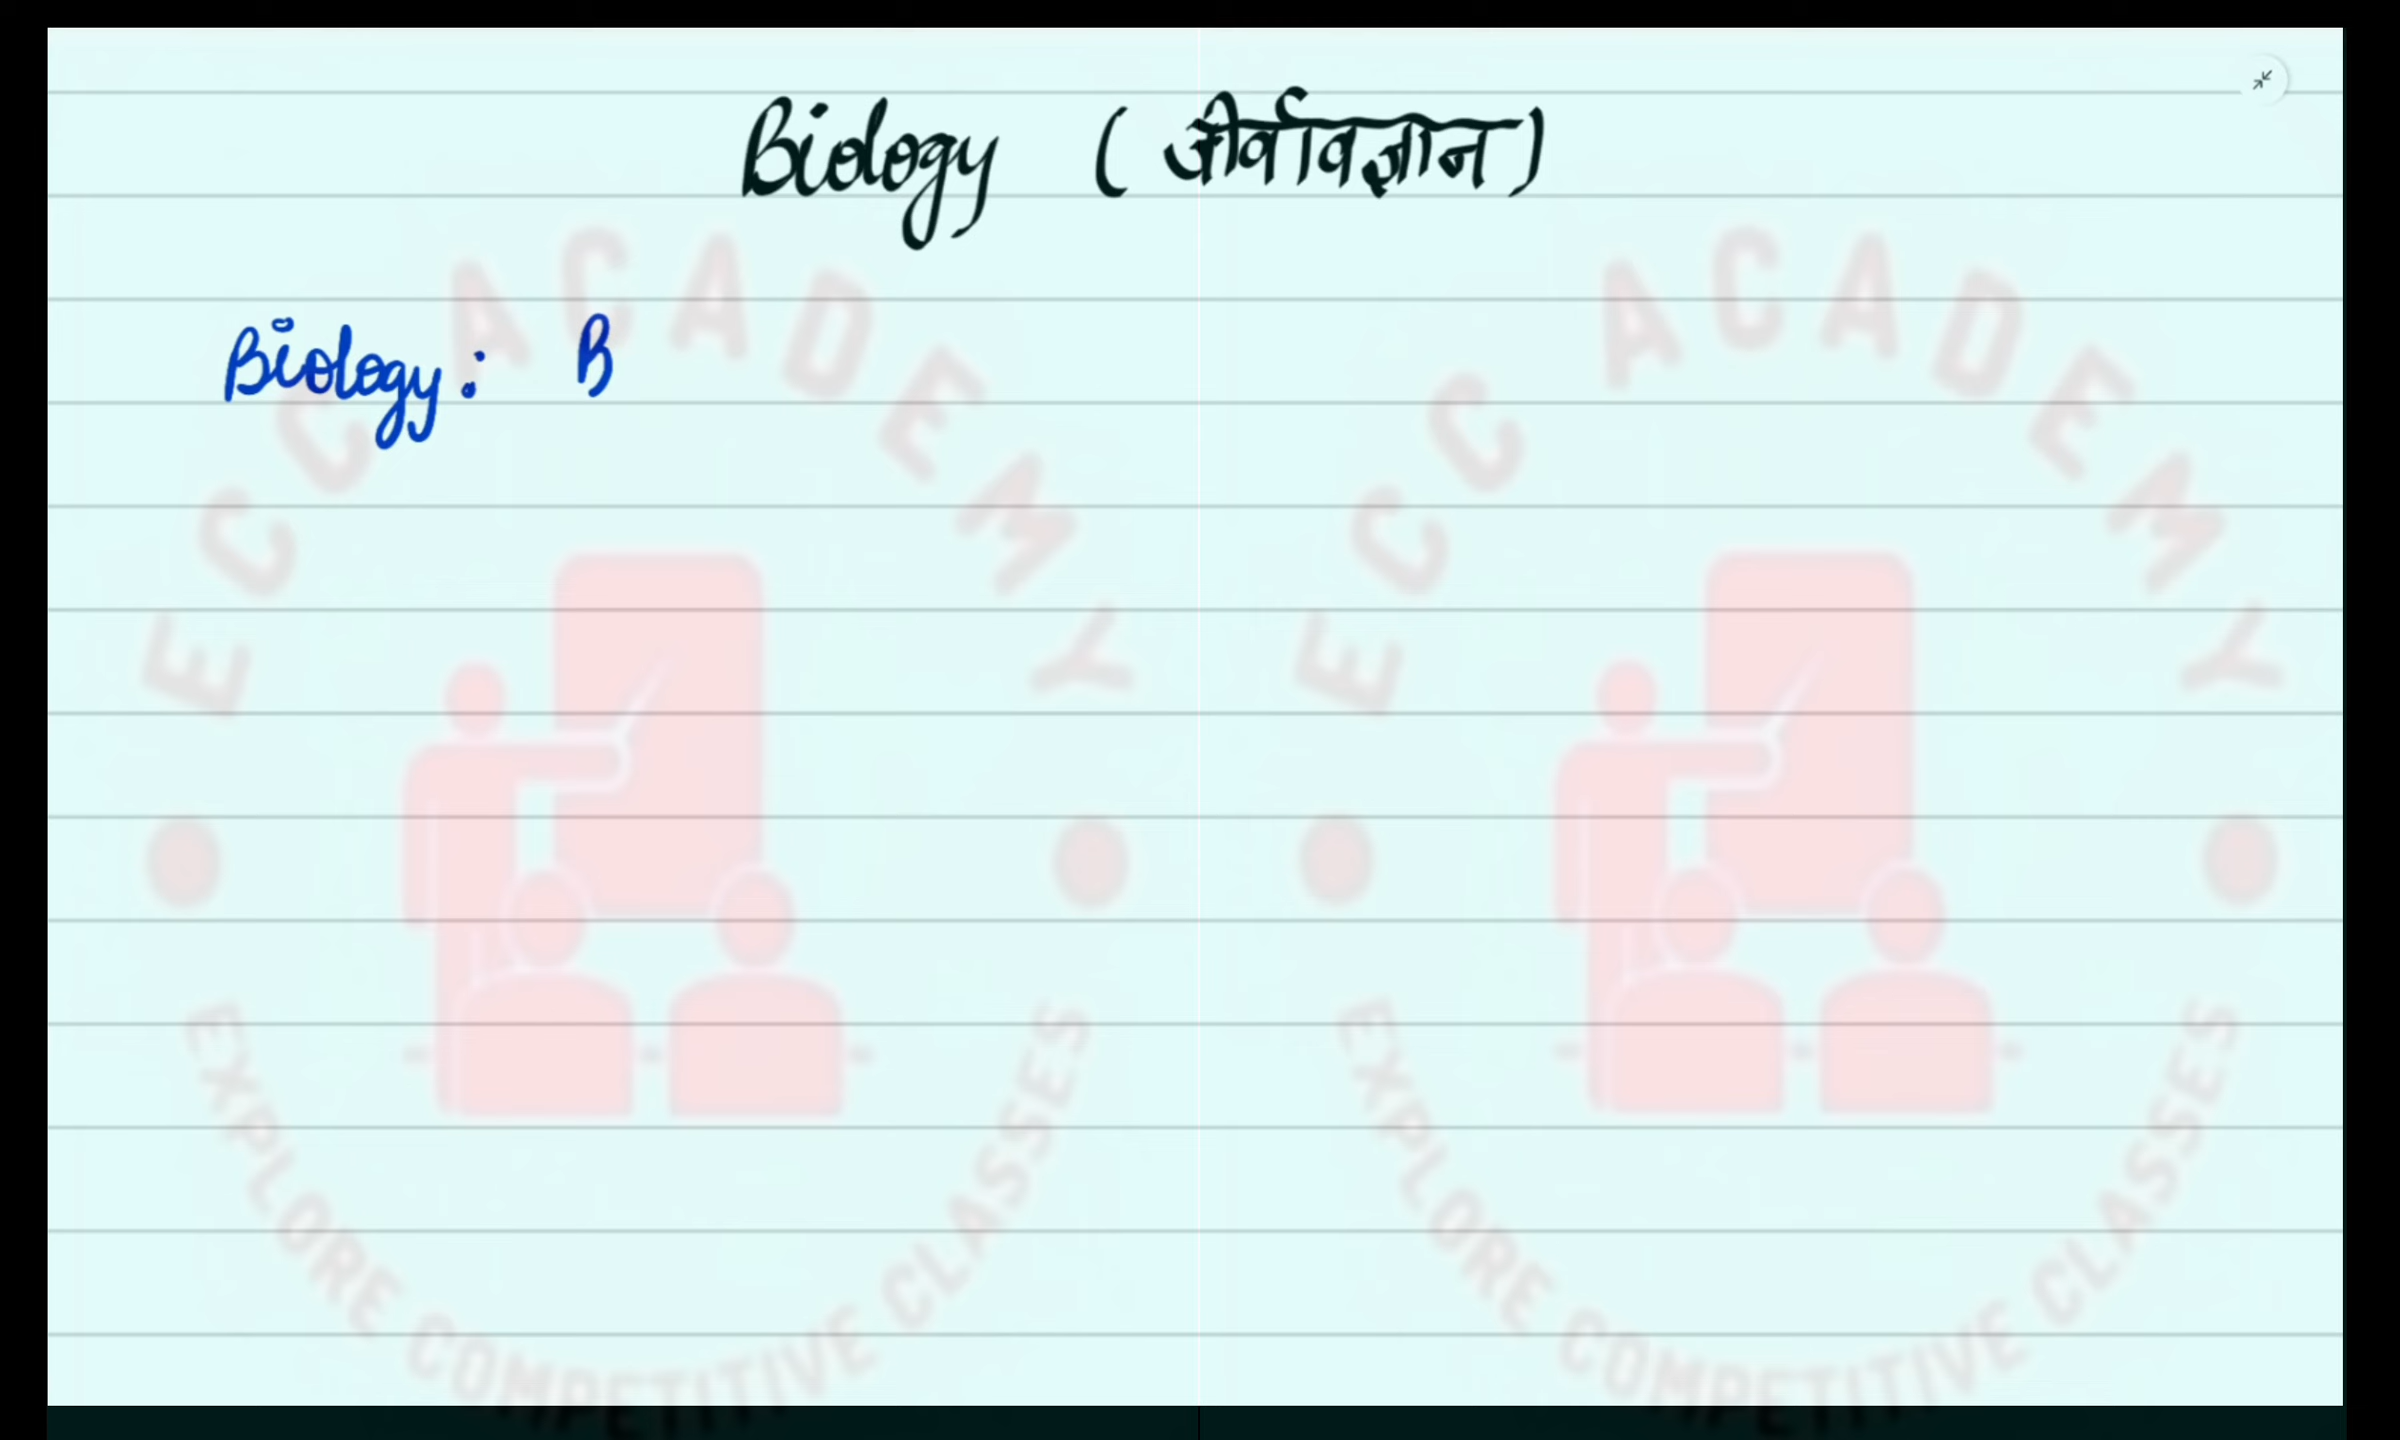 Biology (जीवविज्ञान)
Biology: B
ECC ACADEMY
ECC ACADEMY
EXPLORE COMPETITIVE CLASSES
EXPLORE COMPETITIVE CLASSES